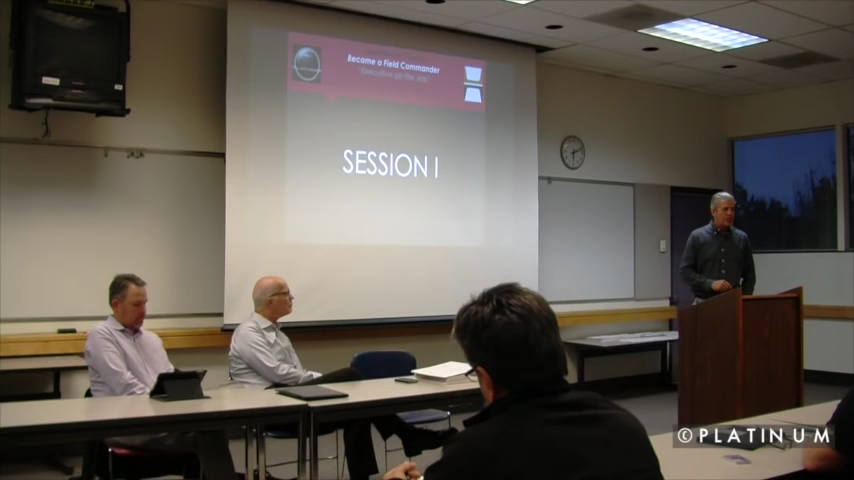 Become a Field Commander
"Execution on the Job"
SESSION I
©PLATINUM